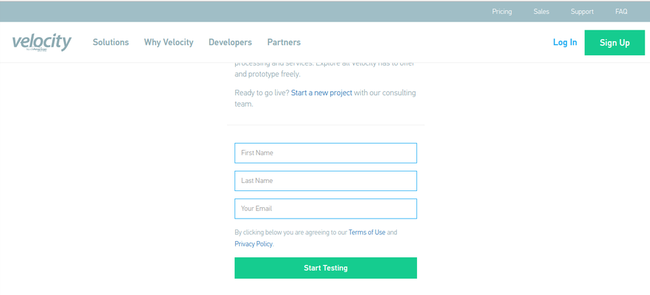 Pricing Sales Support FAQ
velocity
Solutions Why Velocity Developers Partners Log In Sign Up
processing and services. Explore all Velocity has to offer
and prototype freely.
Ready to go live? Start a new project with our consulting
team.
First Name
Last Name
Your Email
By clicking below you are agreeing to our Terms of Use and
Privacy Policy
Start Testing